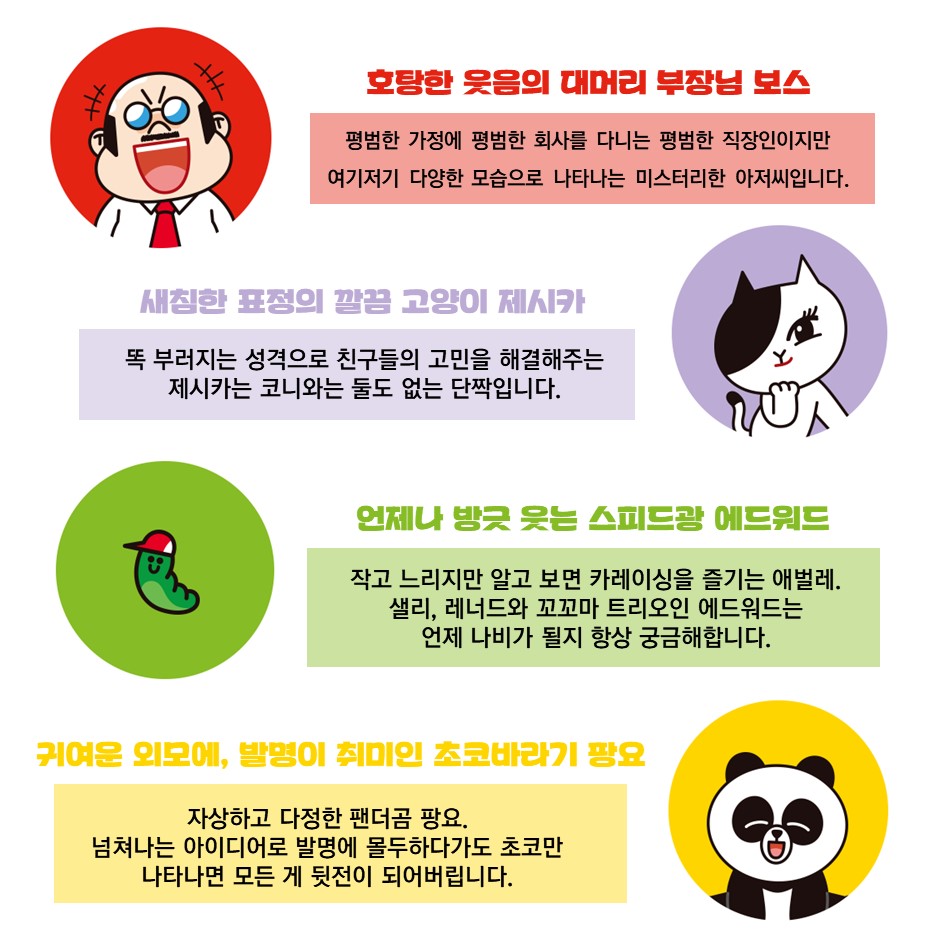 호탕한 웃음의 대머리 부장님 보스
평범한 가정에 평범한 회사를 다니는 평범한 직장인이지만
여기저기 다양한 모습으로 나타나는 미스터리한 아저씨입니다.
새침한 표정의 깔끔 고양이 제시카
똑 부러지는 성격으로 친구들의 고민을 해결해주는
제시카는 코니와는 둘도 없는 단짝입니다.
언제나 방긋 웃는 스피드광 에드워드
작고 느리지만 알고 보면 카레이싱을 즐기는 애벌레.
샐리, 레너드와 꼬꼬마 트리오인 에드워드는
언제 나비가 될지 항상 궁금해합니다.
귀여운 외모에, 발명이 취미인 초코바라기 팡요
자상하고 다정한 팬더곰 팡요.
넘쳐나는 아이디어로 발명에 몰두하다가도 초코만
나타나면 모든 게 뒷전이 되어버립니다.